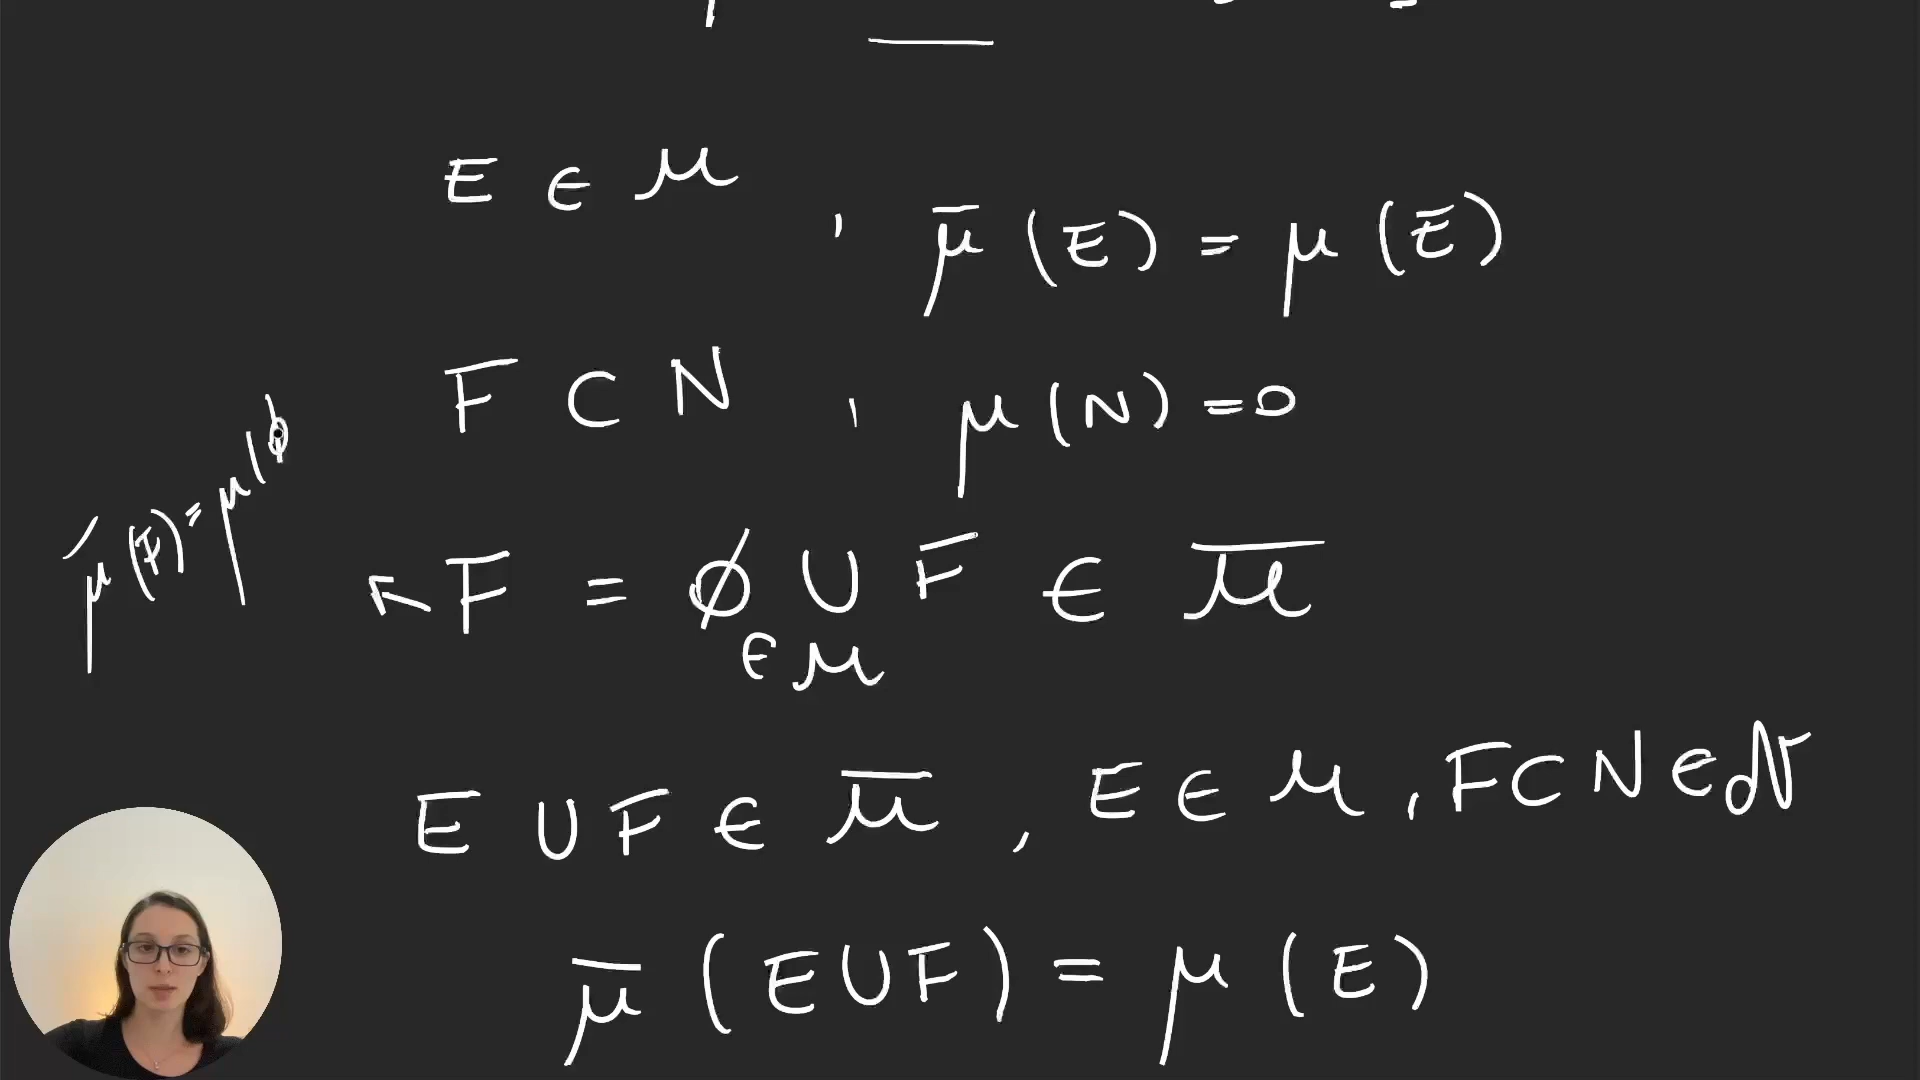 E ∈ ℳ , μ̄ (E) = μ (E)
F ⊂ N , μ (N) = 0
μ̄ (F) = μ (∅
↖ F = ∅ ∪ F ∈ ℳ̄
∈ ℳ
E ∪ F ∈ ℳ̄ , E ∈ ℳ , F ⊂ N ∈ 𝒩
μ̄ (E ∪ F) = μ (E)